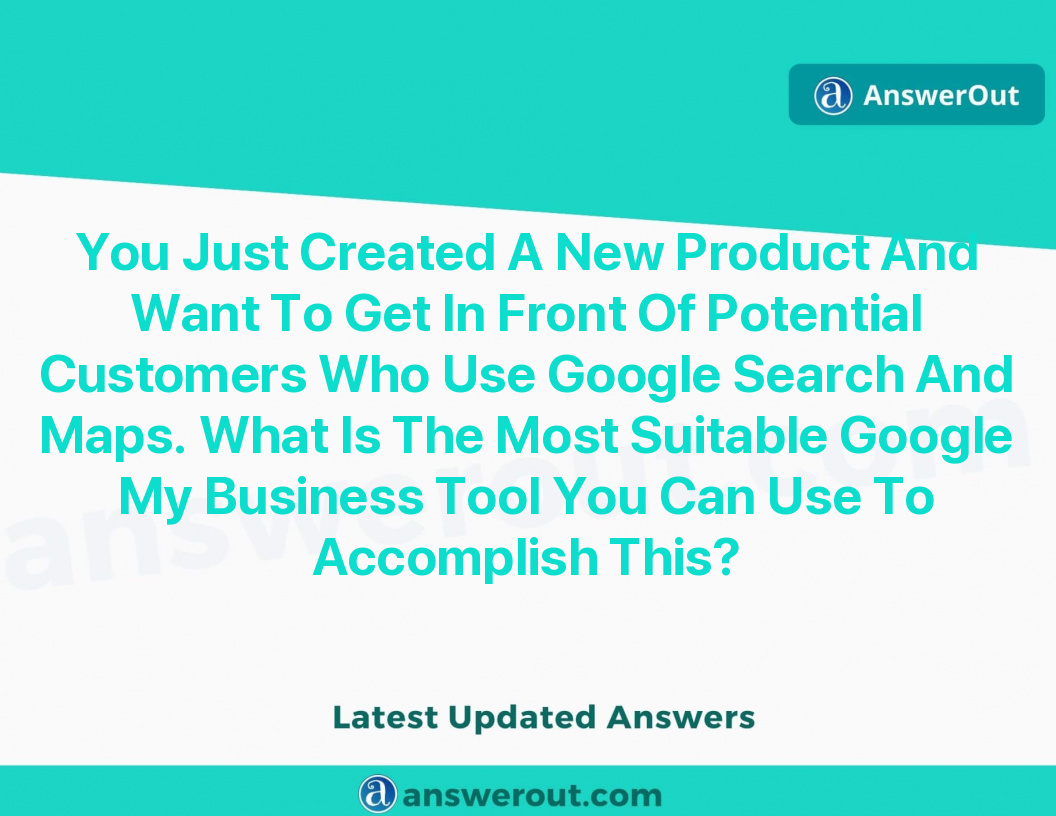 AnswerOut
You Just Created A New Product And
Want To Get In Front Of Potential
Customers Who Use Google Search And
Maps. What Is The Most Suitable Google
My Business Tool You Can Use To
Accomplish This?
answerout.com
Latest Updated Answers
answerout.com